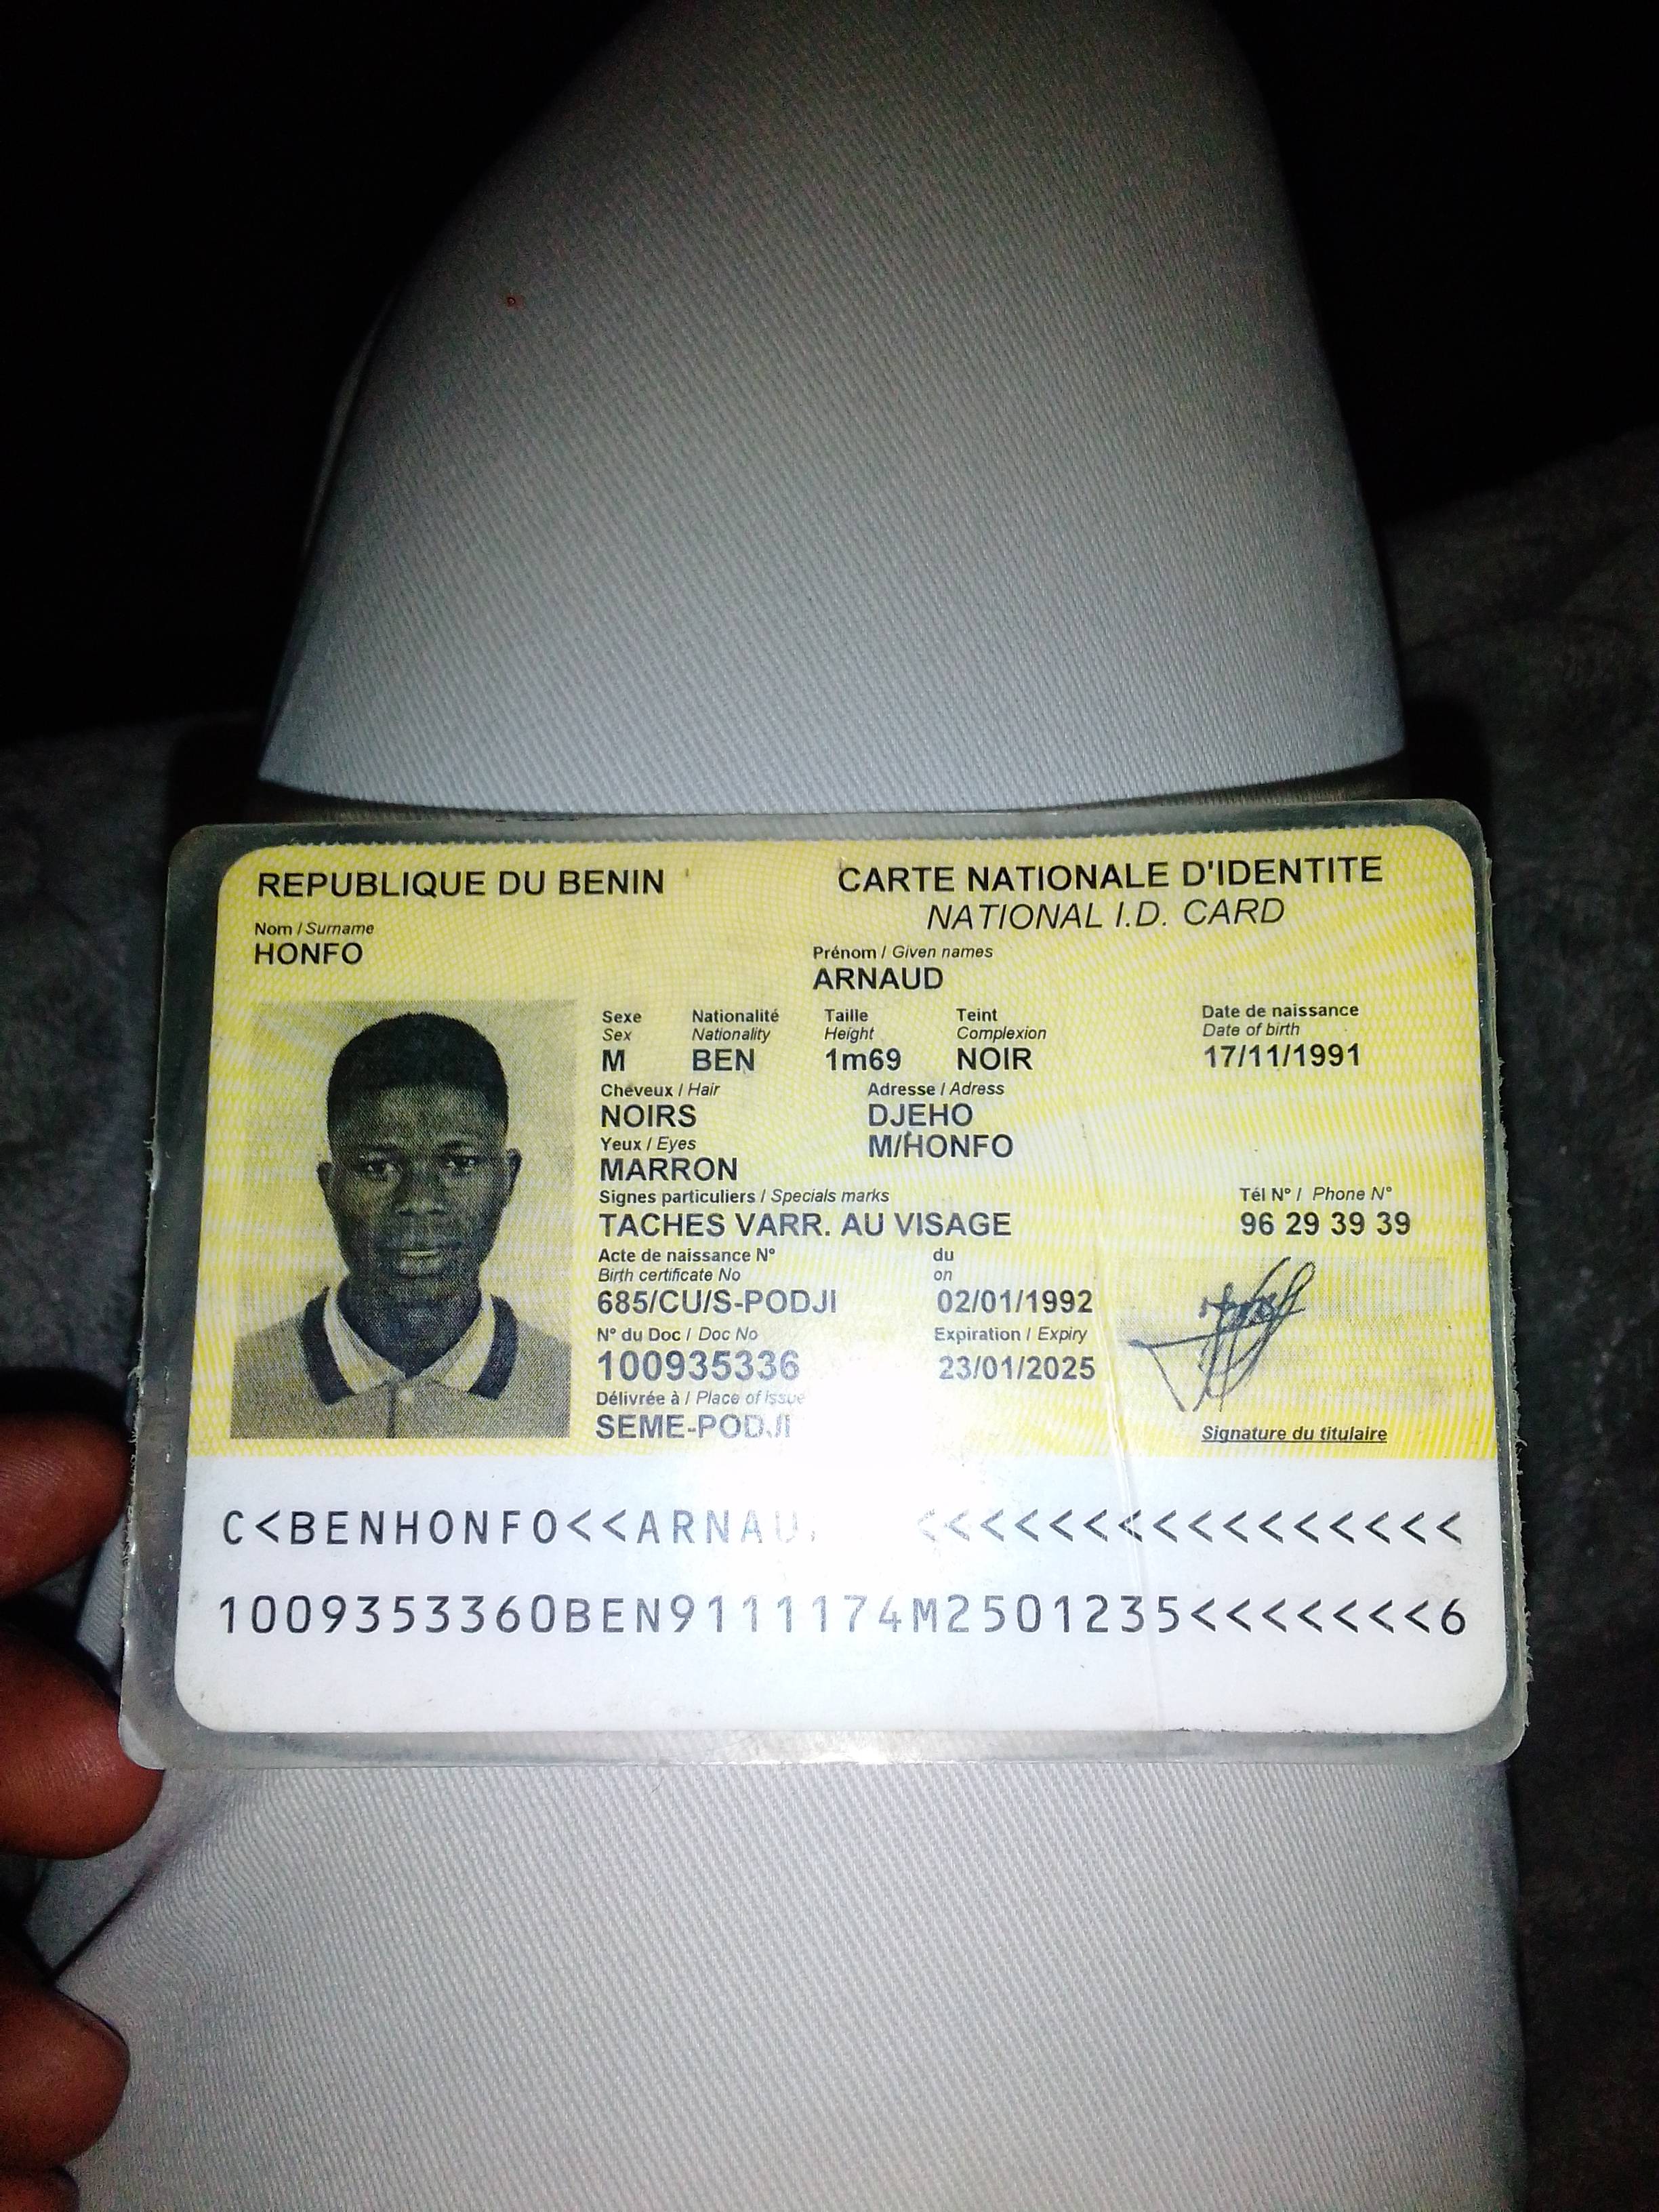 REPUBLIQUE DU BENIN
CARTE NATIONALE D'IDENTITE
NATIONAL I.D. CARD
Nom / Surname
HONFO
Prénom / Given names
ARNAUD
Sexe Nationalité Taille Teint Date de naissance
Sex Nationality Height Complexion Date of birth
M BEN 1m69 NOIR 17/11/1991
Cheveux / Hair Adresse / Adress
NOIRS DJEHO
Yeux / Eyes M/HONFO
MARRON
Signes particuliers / Specials marks Tél N° / Phone N°
TACHES VARR. AU VISAGE 96 29 39 39
Acte de naissance N° du
Birth certificate No on
685/CU/S-PODJI 02/01/1992
N° du Doc / Doc No Expiration / Expiry
100935336 23/01/2025
Délivrée à / Place of issue
SEME-PODJI
Signature du titulaire
C<BENHONFO<<ARNAU <<<<<<<<<<<<<<<<<<
1009353360BEN9111174M2501235<<<<<<<6